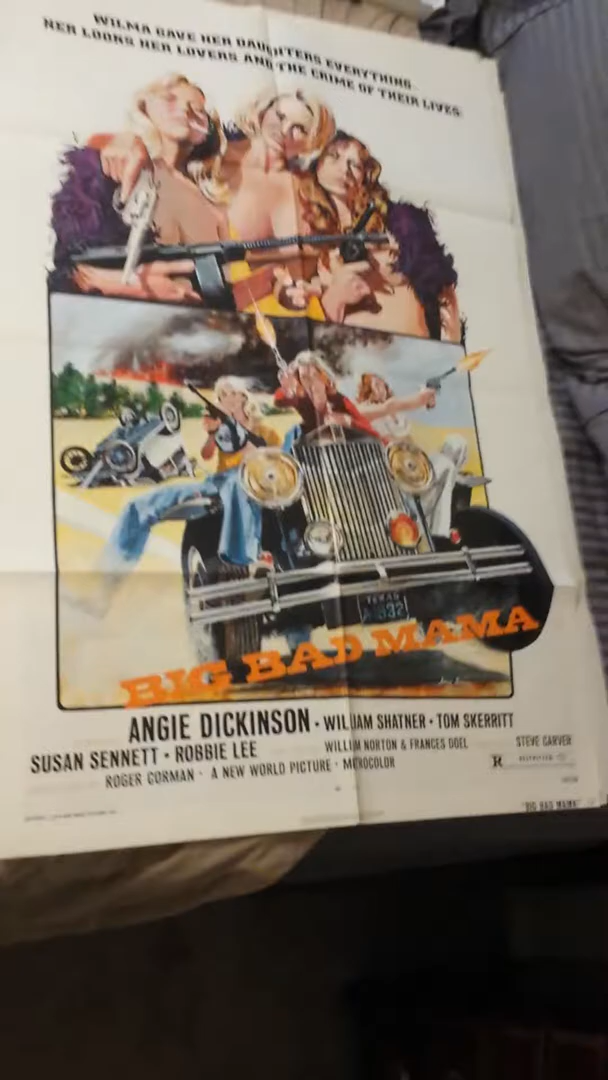 WILMA GAVE HER DAUGHTERS EVERYTHING...
HER LOOKS HER LOVERS AND THE CRIME OF THEIR LIVES
TEXAS
332
BIG BAD MAMA
ANGIE DICKINSON · WILLIAM SHATNER · TOM SKERRITT
SUSAN SENNETT · ROBBIE LEE
WILLIAM NORTON & FRANCES DOEL
STEVE CARVER
ROGER CORMAN · A NEW WORLD PICTURE · METROCOLOR
R RESTRICTED
"BIG BAD MAMA"